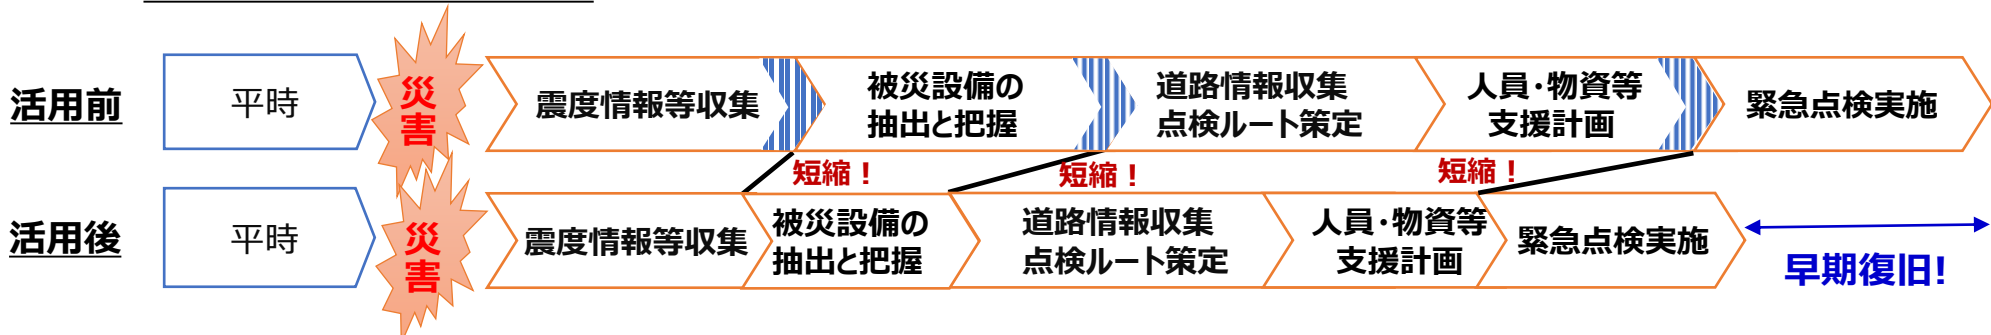 活用前
平時
災害
震度情報等収集
被災設備の
抽出と把握
道路情報収集
点検ルート策定
人員・物資等
支援計画
緊急点検実施
短縮！
短縮！
短縮！
活用後
平時
災害
震度情報等収集
被災設備の
抽出と把握
道路情報収集
点検ルート策定
人員・物資等
支援計画
緊急点検実施
早期復旧!